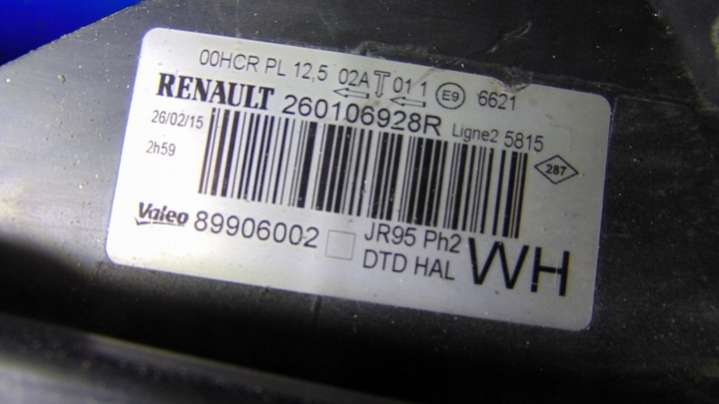 00HCR PL 12,5 02A 01 1 E9 6621
RENAULT 260106928R Ligne2 5815
26/02/15
2h59
287
Valeo 89906002 JR95 Ph2
DTD HAL WH